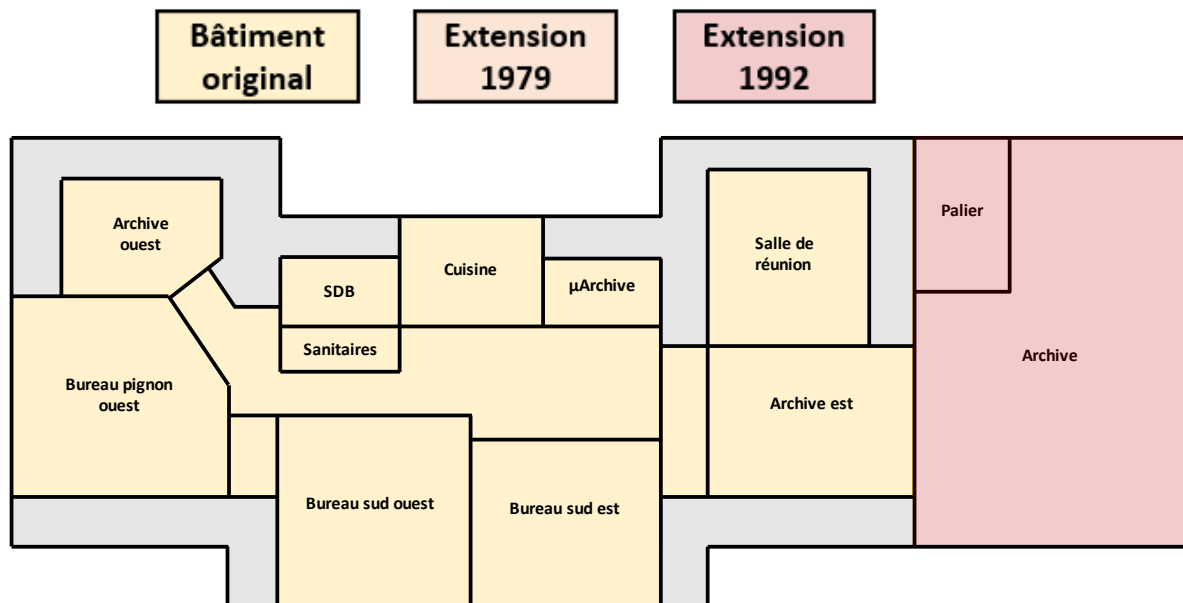 Bâtiment
original
Extension
1979
Extension
1992
Archive
ouest
Cuisine
Salle de
réunion
Palier
SDB
µArchive
Sanitaires
Bureau pignon
ouest
Archive est
Archive
Bureau sud ouest
Bureau sud est